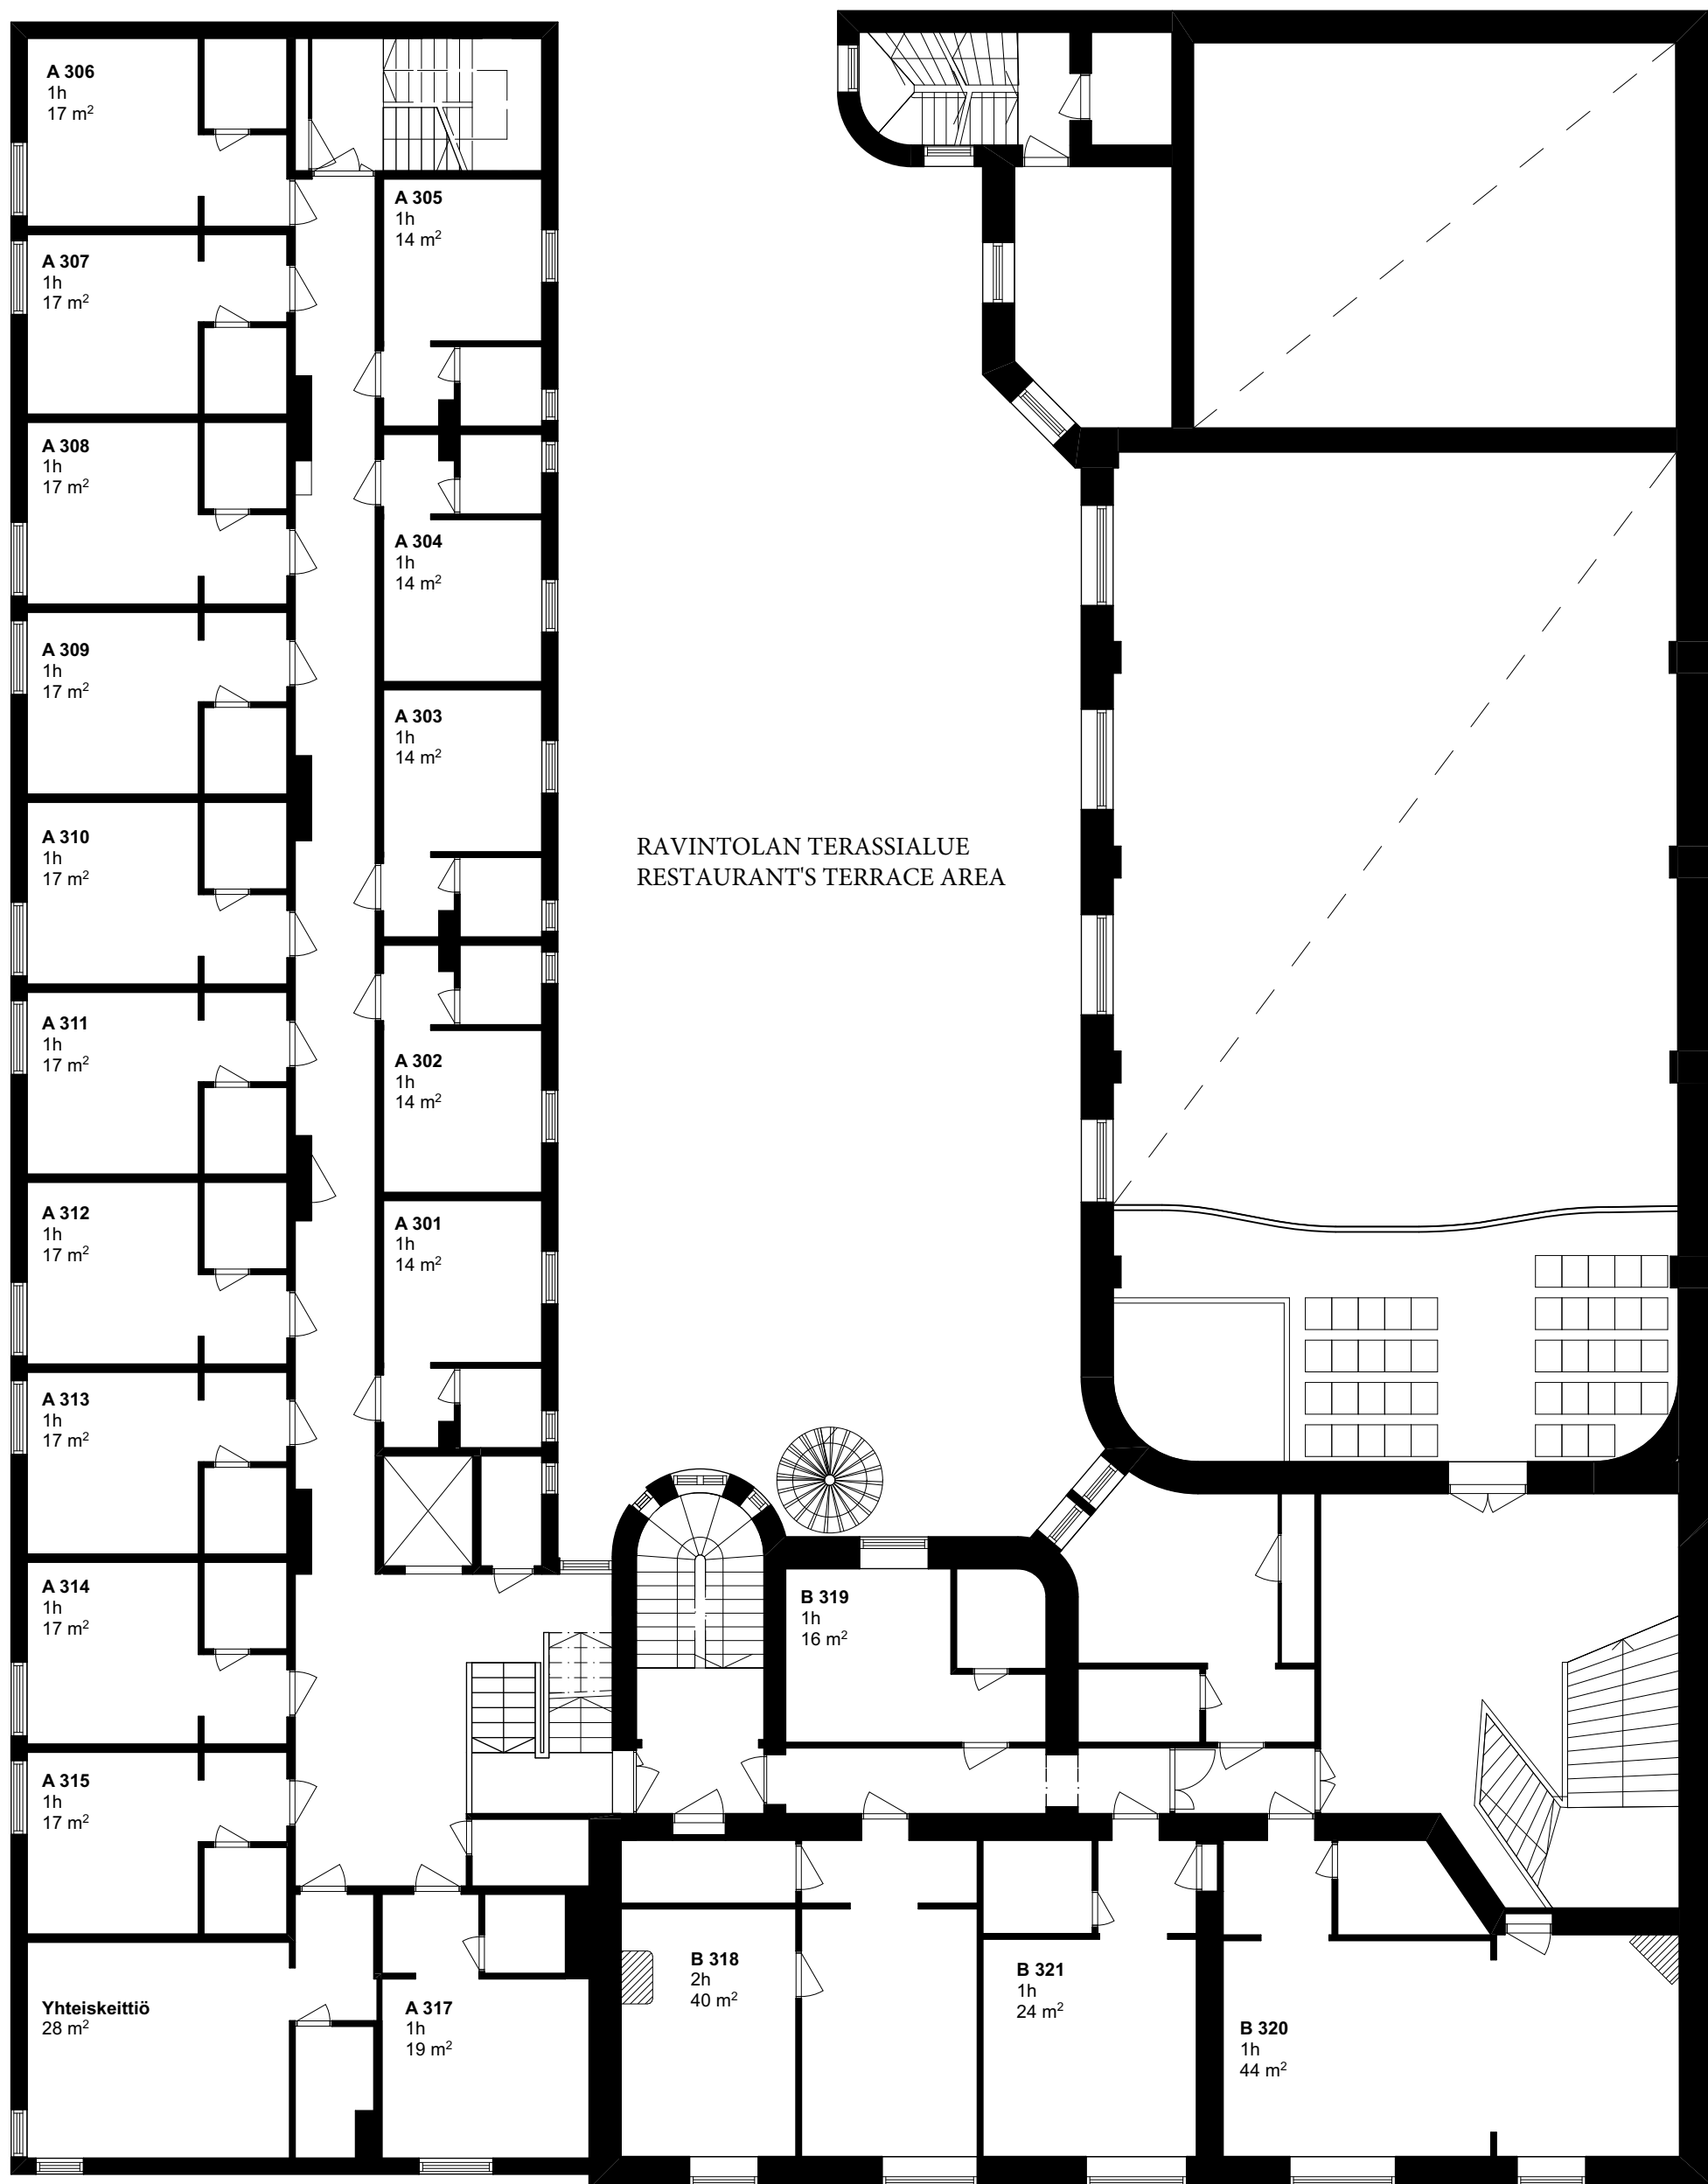 A 306
1h
17 m²
A 305
1h
14 m²
A 307
1h
17 m²
A 308
1h
17 m²
A 304
1h
14 m²
A 309
1h
17 m²
A 303
1h
14 m²
A 310
1h
17 m²
RAVINTOLAN TERASSIALUE
RESTAURANT'S TERRACE AREA
A 311
1h
17 m²
A 302
1h
14 m²
A 312
1h
17 m²
A 301
1h
14 m²
A 313
1h
17 m²
A 314
1h
17 m²
B 319
1h
16 m²
A 315
1h
17 m²
B 318
2h
40 m²
B 321
1h
24 m²
Yhteiskeittiö
28 m²
A 317
1h
19 m²
B 320
1h
44 m²